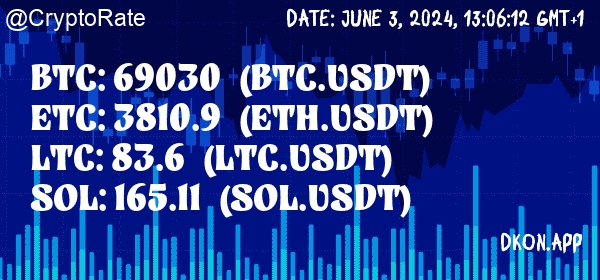 @CryptoRate
DATE: JUNE 3, 2024, 13:06:12 GMT+1
BTC: 69030 (BTC.USDT)
ETC: 3810.9 (ETH.USDT)
LTC: 83.6 (LTC.USDT)
SOL: 165.11 (SOL.USDT)
DKON.APP